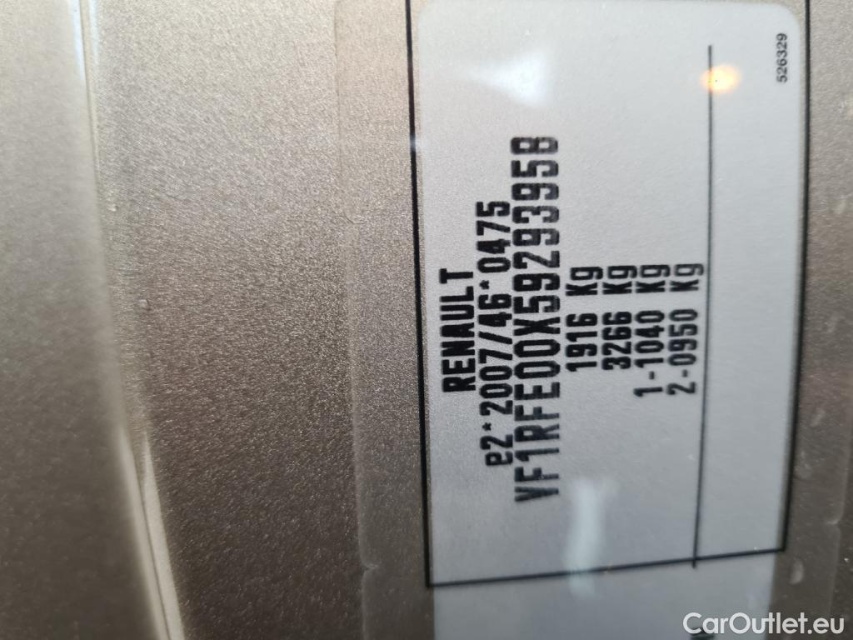 RENAULT
e2*2007/46*0475
VF1RFE00X59293958
1916 Kg
3266 Kg
1-1040 Kg
2-0950 Kg
526329
CarOutlet.eu